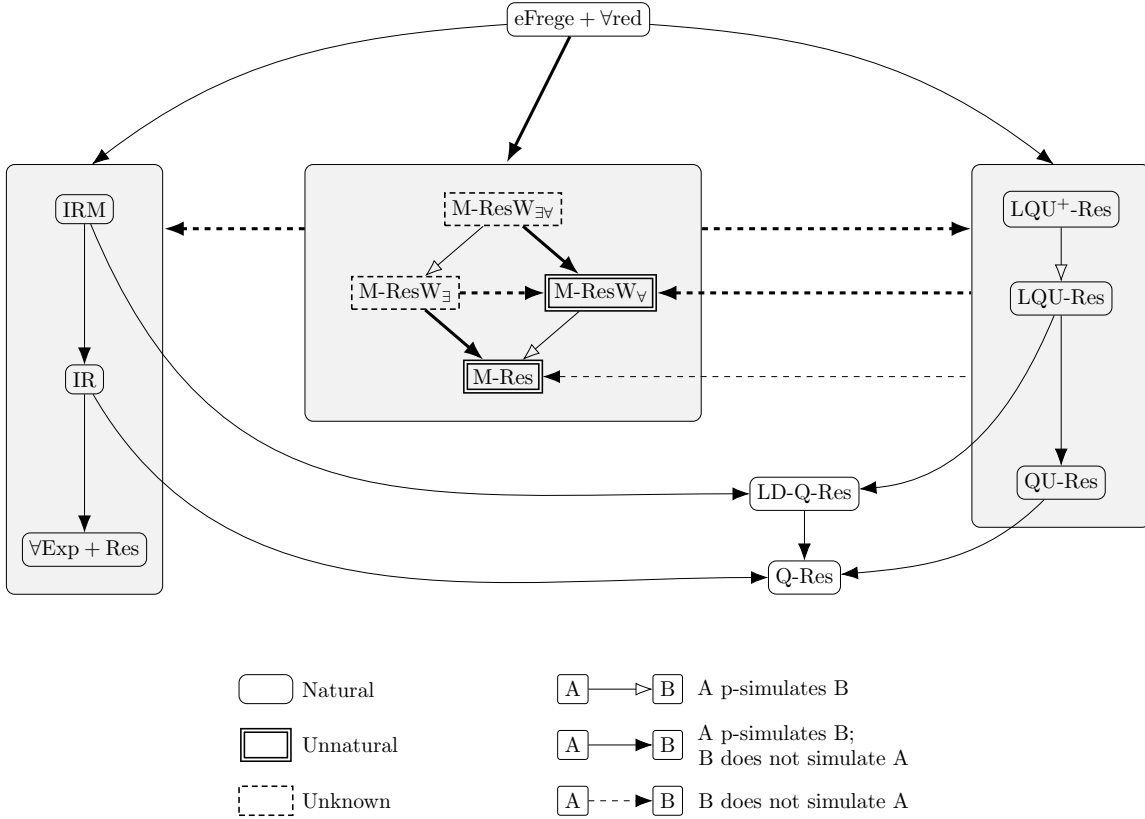 eFrege + ∀red
IRM
M-ResW∃∀
LQU⁺-Res
M-ResW∃
M-ResW∀
LQU-Res
IR
M-Res
LD-Q-Res
QU-Res
∀Exp + Res
Q-Res
Natural
A
B
A p-simulates B
Unnatural
A
B
A p-simulates B;
B does not simulate A
Unknown
A
B
B does not simulate A